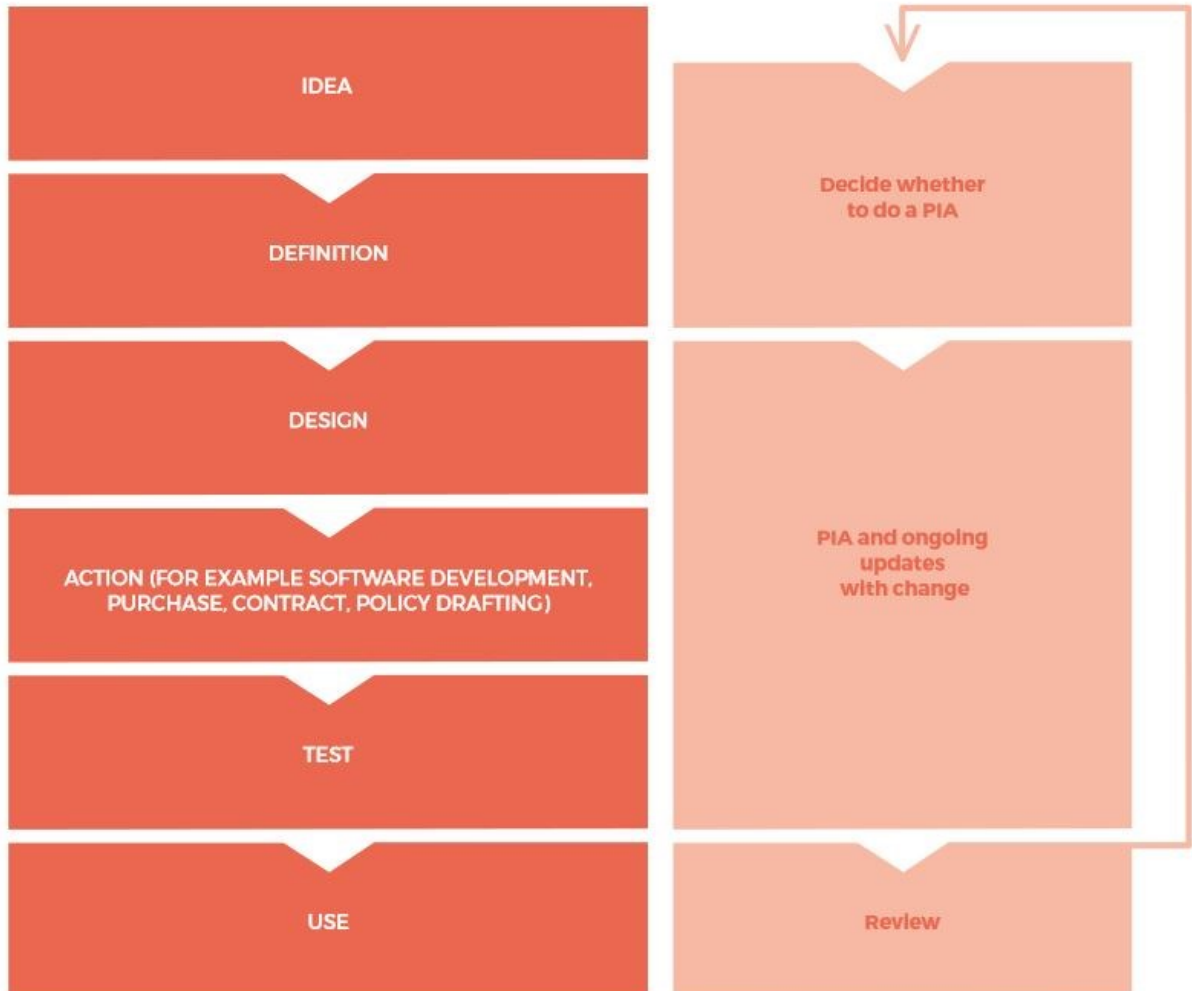 IDEA
DEFINITION
DESIGN
ACTION (FOR EXAMPLE SOFTWARE DEVELOPMENT,
PURCHASE, CONTRACT, POLICY DRAFTING)
TEST
USE
Decide whether
to do a PIA
PIA and ongoing
updates
with change
Review